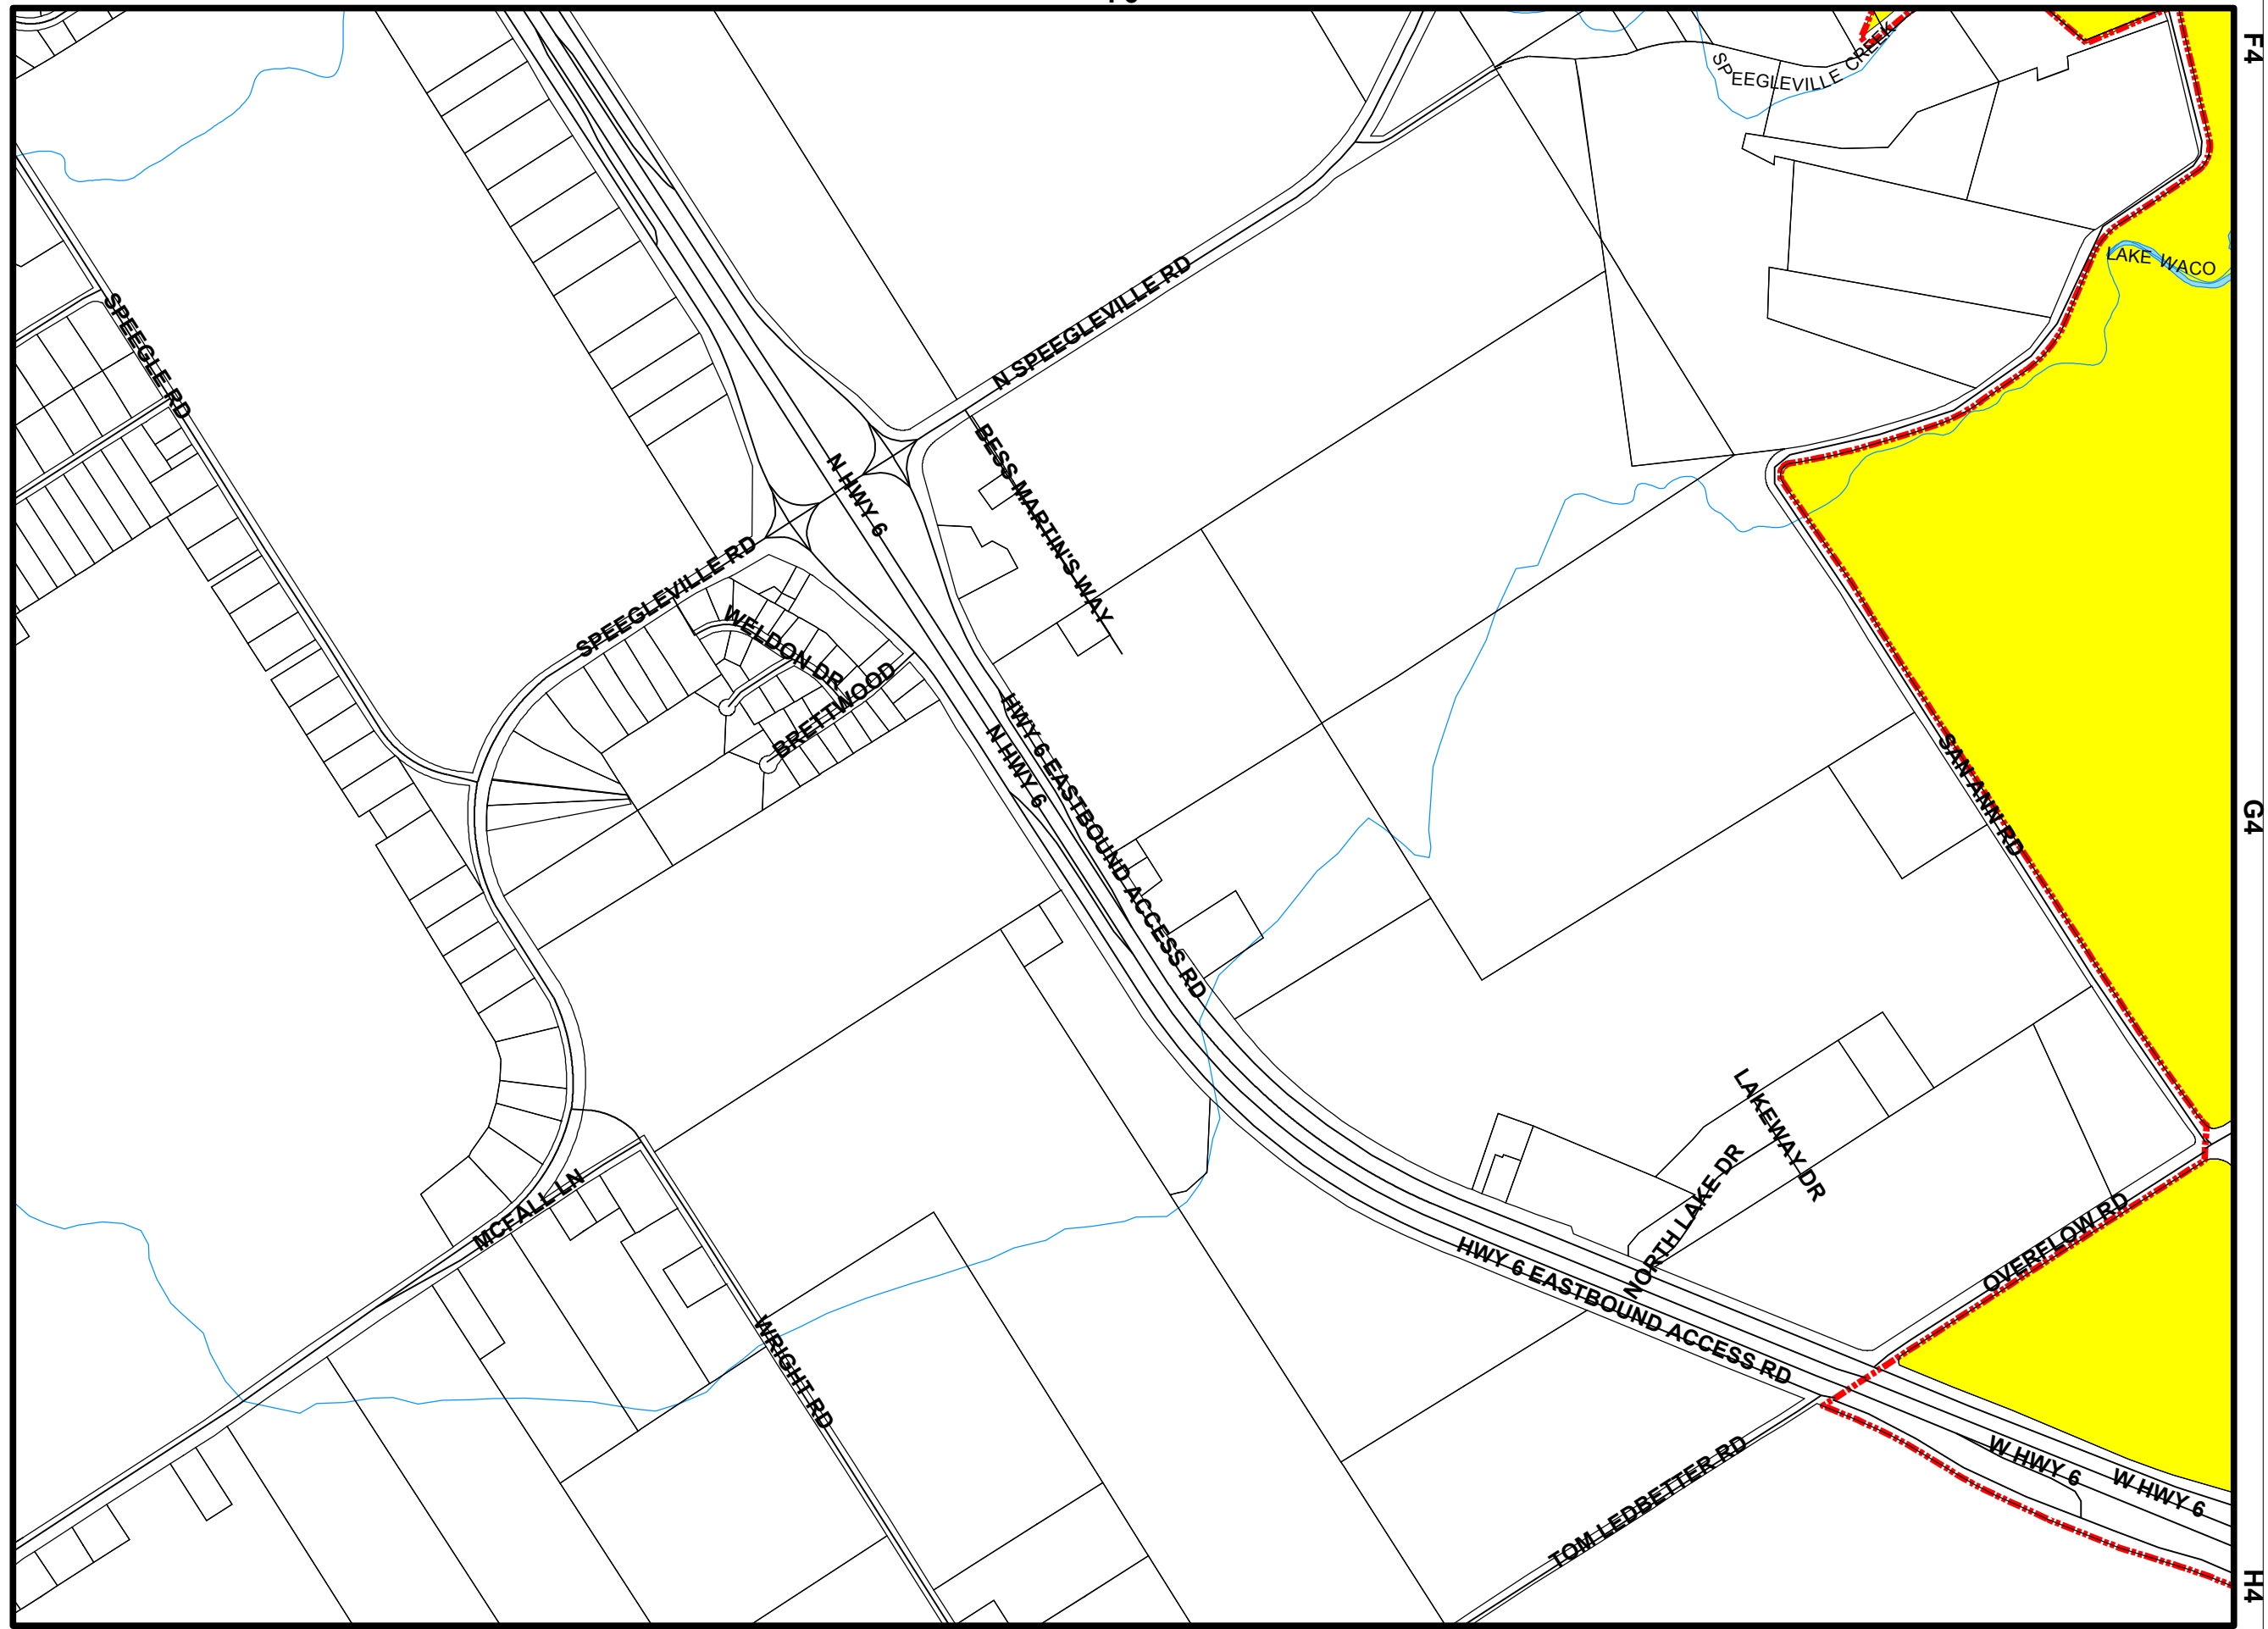 F4
SPEEGLEVILLE CREEK
LAKE WACO
N SPEEGLEVILLE RD
SPEEGLE RD
BESS MARTIN'S WAY
N HWY 6
SPEEGLEVILLE RD
WELDON DR
BRETTWOOD
HWY 6 EASTBOUND ACCESS RD
N HWY 6
SAN ANN RD
G4
LAKEWAY DR
NORTH LAKE DR
MCFALL LN
OVERFLOW RD
HWY 6 EASTBOUND ACCESS RD
WRIGHT RD
TOM LEDBETTER RD
W HWY 6
W HWY 6
H4